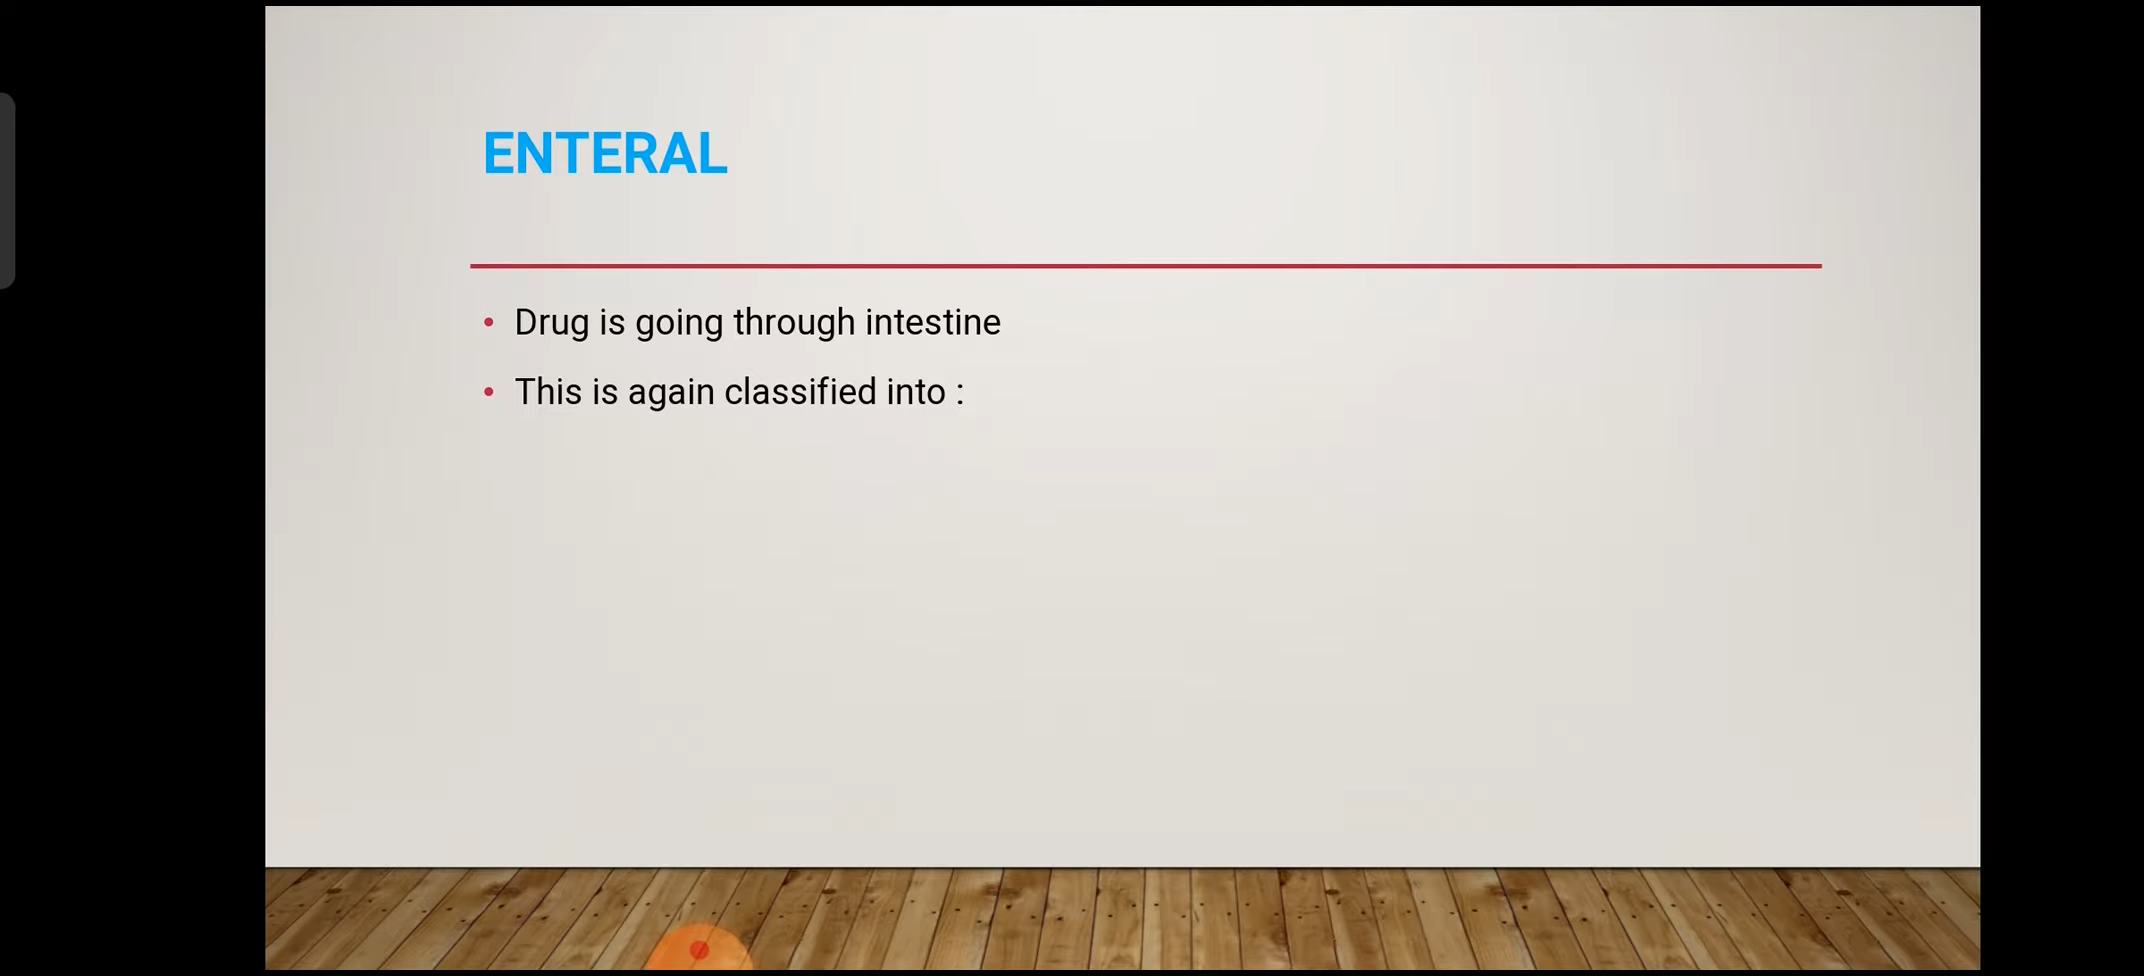 ENTERAL
• Drug is going through intestine
• This is again classified into :